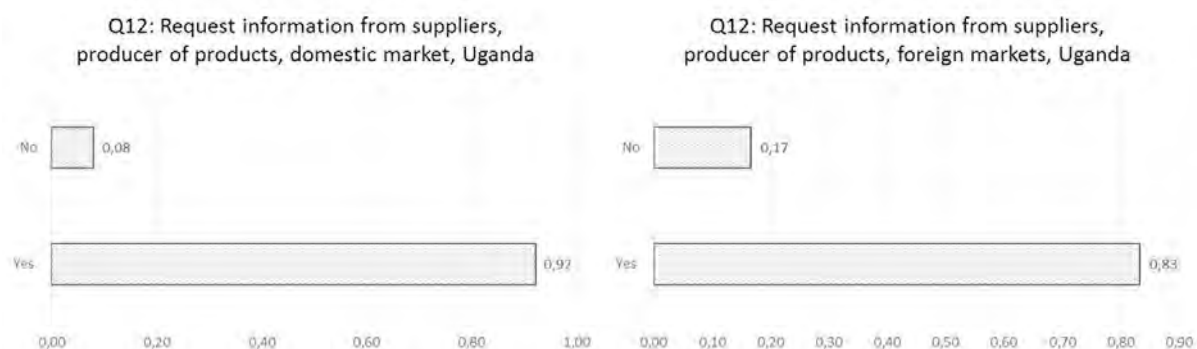 Q12: Request information from suppliers,
producer of products, domestic market, Uganda
No
0,08
Yes
0,92
0,00 0,20 0,40 0,60 0,80 1,00
Q12: Request information from suppliers,
producer of products, foreign markets, Uganda
No
0,17
Yes
0,83
0,00 0,10 0,20 0,30 0,40 0,50 0,60 0,70 0,80 0,90